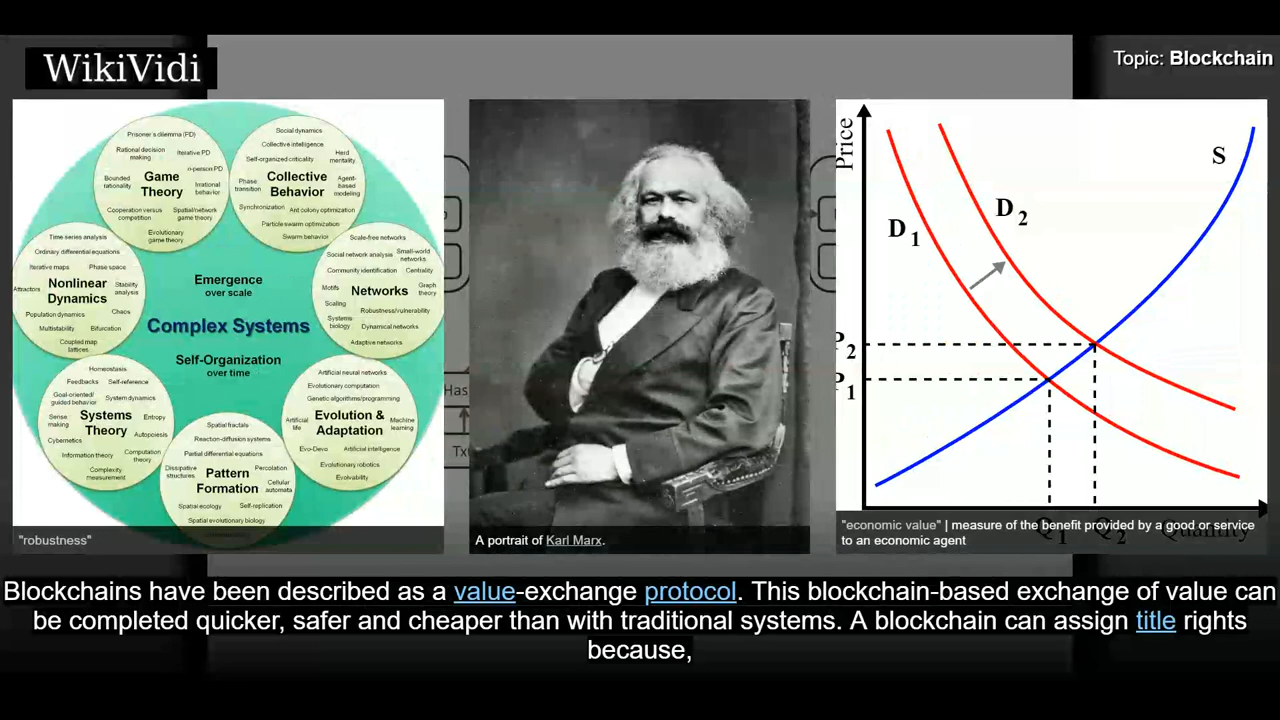 WikiVidi
Topic: Blockchain
Prisoner's dilemma (PD)
Rational decision
making
Iterative PD
n-person PD
Bounded
rationality
Game
Theory
Irrational
behavior
Cooperation versus
competition
Spatial/network
game theory
Evolutionary
game theory
Social dynamics
Collective intelligence
Self-organized criticality
Herd
mentality
Phase
transition
Collective
Behavior
Agent-
based
modeling
Synchronization
Ant colony optimization
Particle swarm optimization
Swarm behavior
Time series analysis
Ordinary differential equations
Iterative maps
Phase space
Attractors
Nonlinear
Dynamics
Stability
analysis
Population dynamics
Chaos
Multistability
Bifurcation
Coupled map
lattices
Emergence
over scale
Complex Systems
Self-Organization
over time
Scale-free networks
Social network analysis
Small-world
networks
Community identification
Centrality
Motifs
Networks
Graph
theory
Scaling
Robustness/vulnerability
Systems
biology
Dynamical networks
Adaptive networks
Homeostasis
Feedbacks
Self-reference
Goal-oriented/
guided behavior
System dynamics
Sense
making
Systems
Theory
Entropy
Cybernetics
Autopoiesis
Information theory
Computation
theory
Complexity
measurement
Spatial fractals
Reaction-diffusion systems
Partial differential equations
Dissipative
structures
Pattern
Formation
Percolation
Cellular
automata
Spatial ecology
Self-replication
Spatial evolutionary biology
Artificial neural networks
Evolutionary computation
Genetic algorithms/programming
Artificial
life
Evolution &
Adaptation
Machine
learning
Evo-Devo
Artificial intelligence
Evolutionary robotics
Evolvability
"robustness"
Has
A portrait of Karl Marx.
Price
S
D2
D1
P2
P1
Q1
Q2
Quantity
"economic value" | measure of the benefit provided by a good or service
to an economic agent
Blockchains have been described as a value-exchange protocol. This blockchain-based exchange of value can
be completed quicker, safer and cheaper than with traditional systems. A blockchain can assign title rights
because,